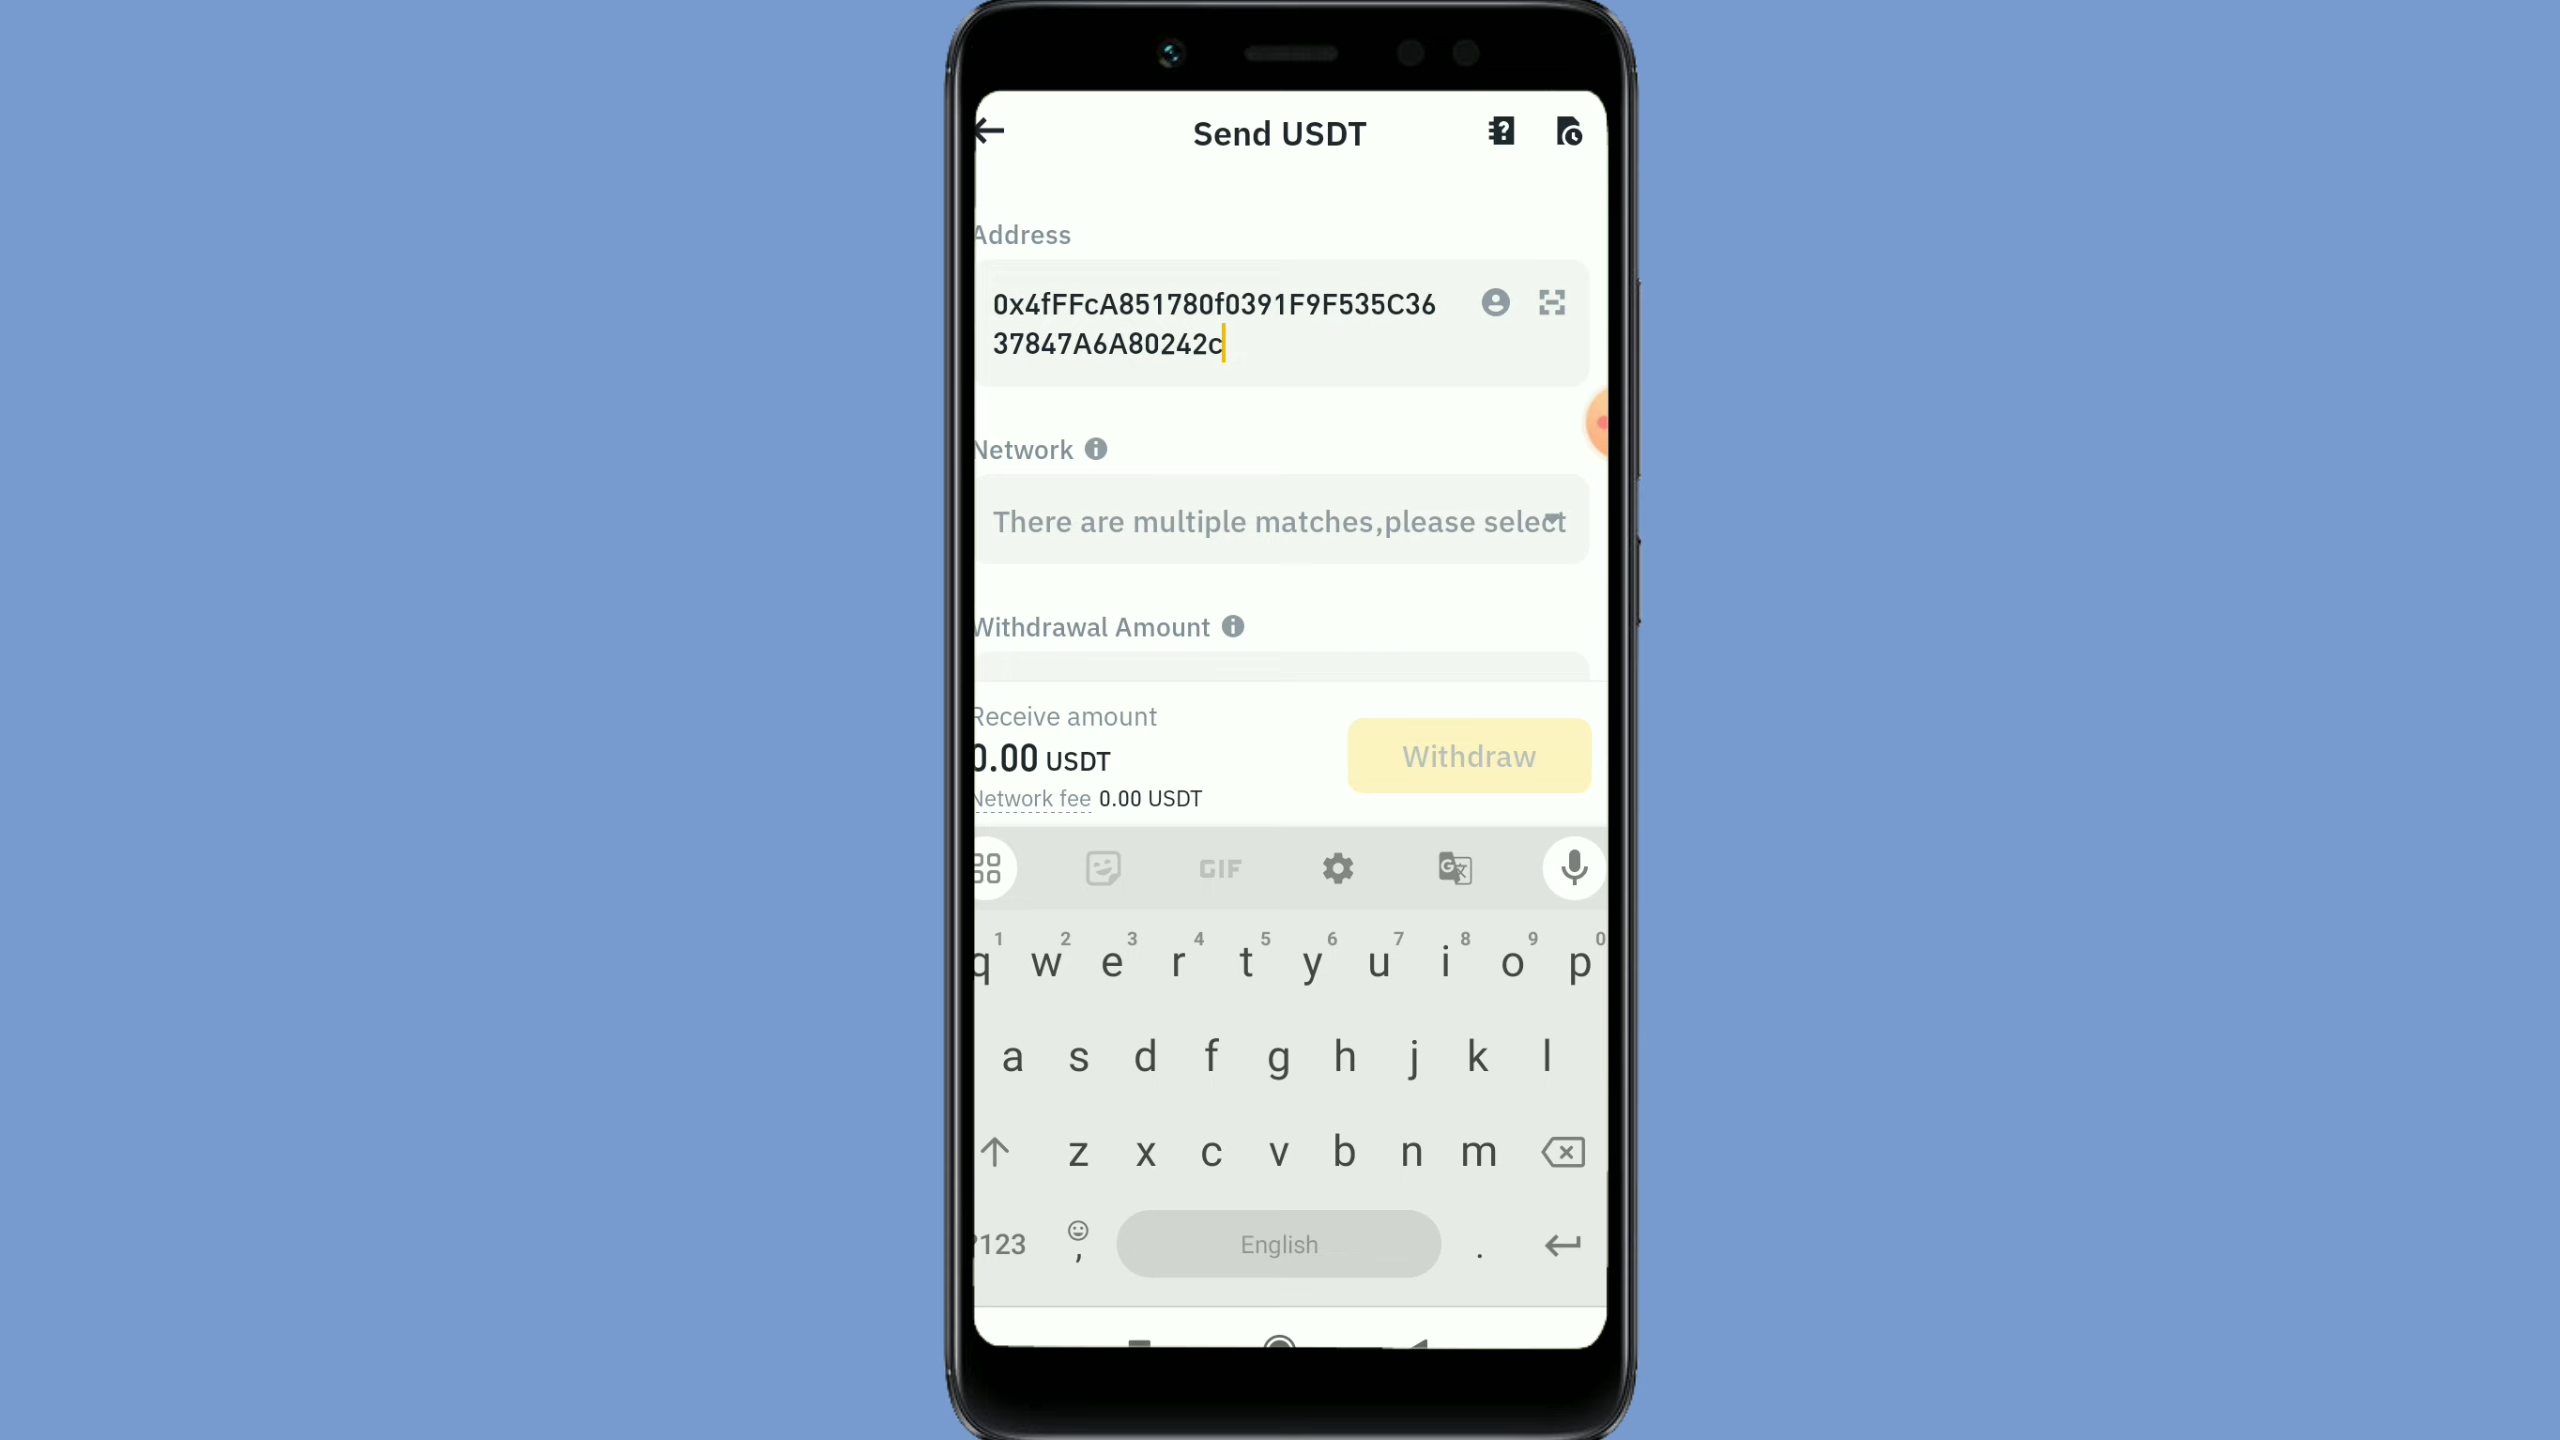 Send USDT
Address
0x4fFFcA851780f0391F9F535C36
37847A6A80242c
Network
There are multiple matches,please select
Withdrawal Amount
Receive amount
0.00 USDT
Withdraw
Network fee 0.00 USDT
GIF
1 2 3 4 5 6 7 8 9 0
q w e r t y u i o p
a s d f g h j k l
z x c v b n m
?123 , English .